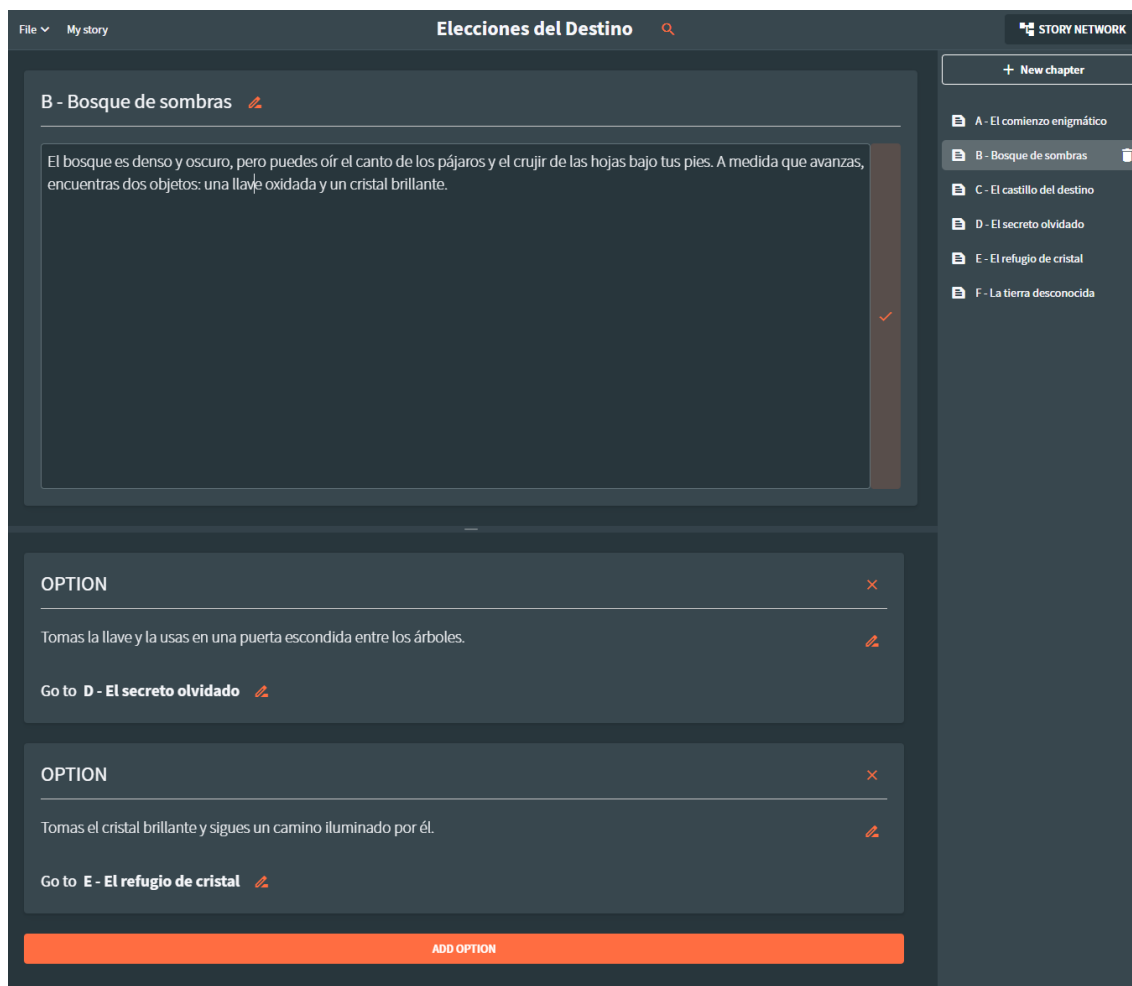 File My story Elecciones del Destino STORY NETWORK
+ New chapter
A - El comienzo enigmático
B - Bosque de sombras
C - El castillo del destino
D - El secreto olvidado
E - El refugio de cristal
F - La tierra desconocida
B - Bosque de sombras
El bosque es denso y oscuro, pero puedes oír el canto de los pájaros y el crujir de las hojas bajo tus pies. A medida que avanzas,
encuentras dos objetos: una llave oxidada y un cristal brillante.
OPTION
Tomas la llave y la usas en una puerta escondida entre los árboles.
Go to D - El secreto olvidado
OPTION
Tomas el cristal brillante y sigues un camino iluminado por él.
Go to E - El refugio de cristal
ADD OPTION